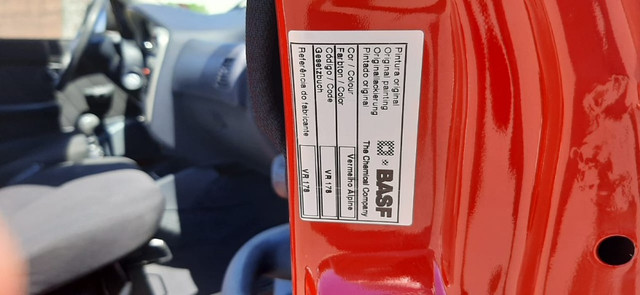 Pintura original
Original painting
Originallackierung
Pintado original
BASF
The Chemical Company
Cor / Colour
Farbton / Color
Vermelho Alpine
Código / Code
Gesetzbuch
VR 178
Referência do fabricante
VR 178